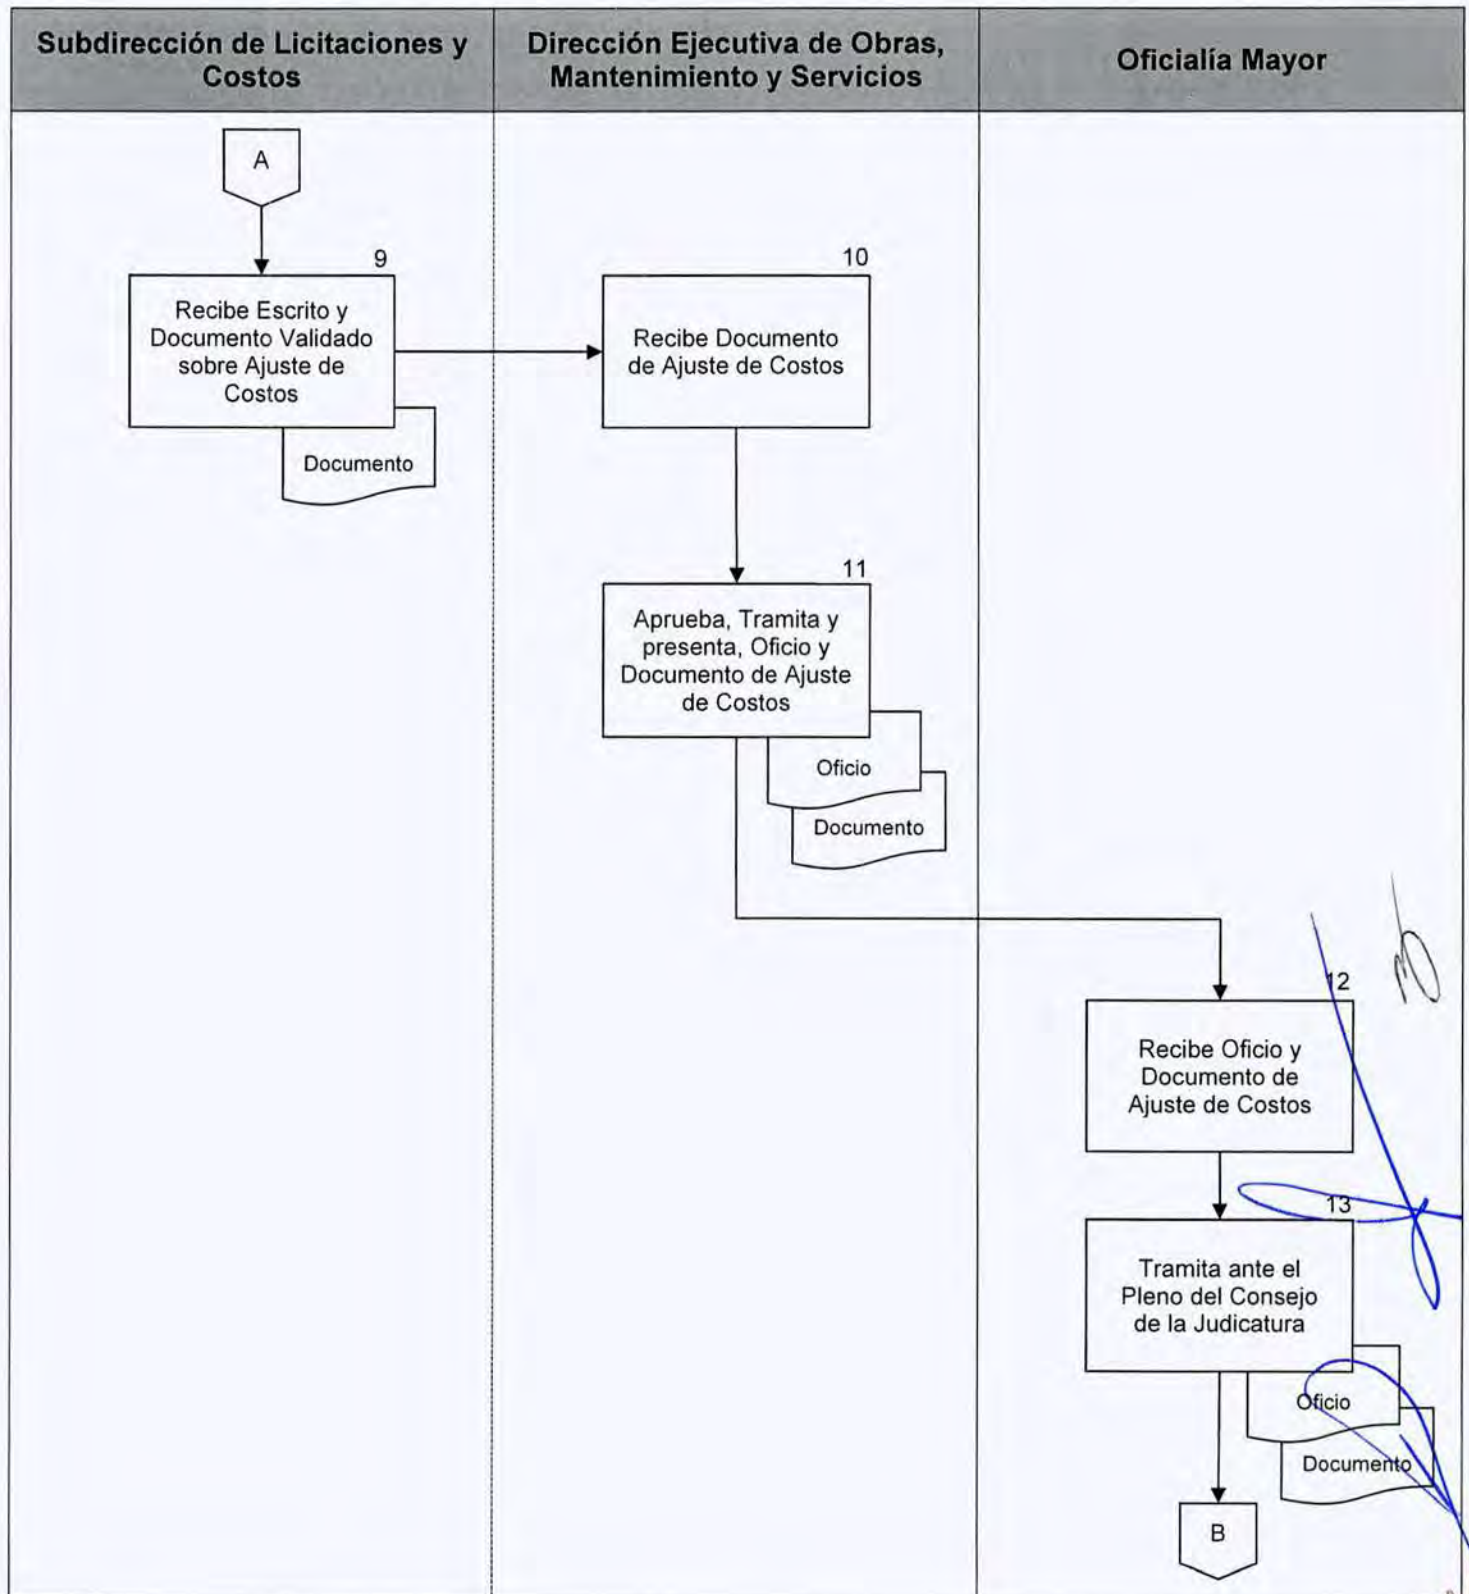 Subdirección de Licitaciones y
Costos
Dirección Ejecutiva de Obras,
Mantenimiento y Servicios
Oficialía Mayor
A
9
Recibe Escrito y
Documento Validado
sobre Ajuste de
Costos
Documento
10
Recibe Documento
de Ajuste de Costos
11
Aprueba, Tramita y
presenta, Oficio y
Documento de Ajuste
de Costos
Oficio
Documento
12
Recibe Oficio y
Documento de
Ajuste de Costos
13
Tramita ante el
Pleno del Consejo
de la Judicatura
Oficio
Documento
B